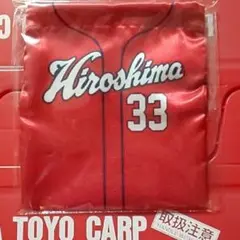 Hiroshima
33
TOYO CARP
取扱注意